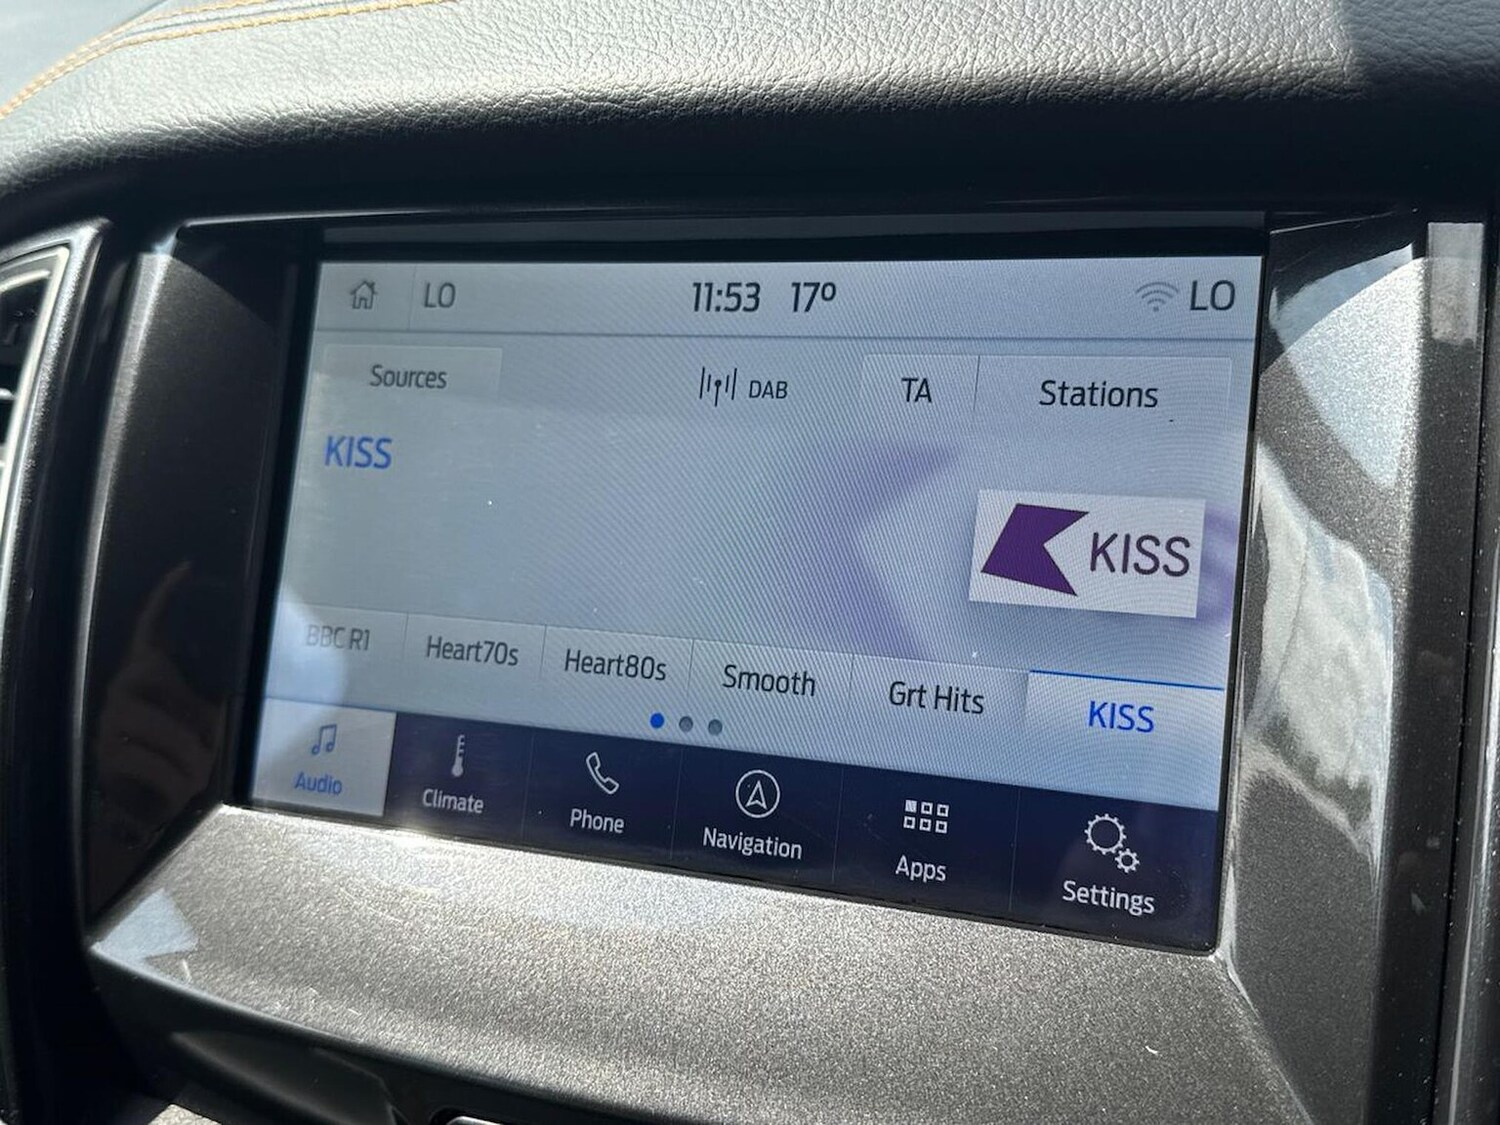 LO
11:53 17°
LO
Sources
DAB
TA
Stations
KISS
KISS
BBC R1
Heart70s
Heart80s
Smooth
Grt Hits
KISS
Audio
Climate
Phone
Navigation
Apps
Settings